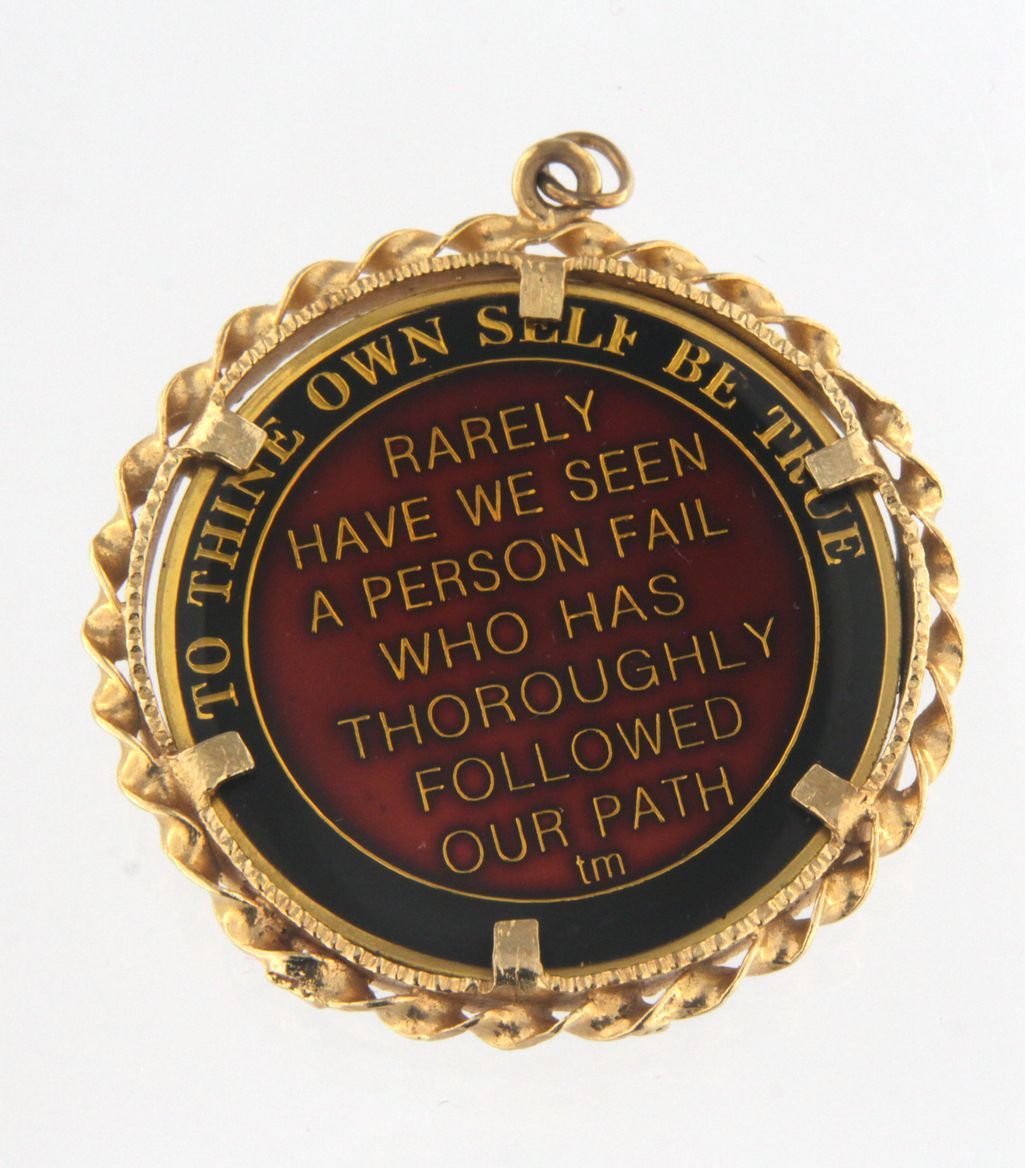 TO THINE OWN SELF BE TRUE
RARELY
HAVE WE SEEN
A PERSON FAIL
WHO HAS
THOROUGHLY
FOLLOWED
OUR PATH
tm